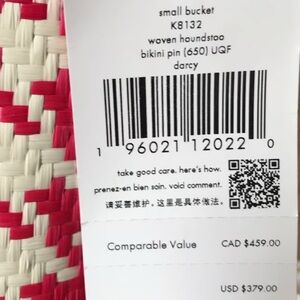 small bucket
K8132
woven houndstoo
bikini pin (650) UQF
darcy
1 96021 12022 0
take good care. here's how.
prenez-en bien soin. void comment.
请妥善维护。这里是具体做法。
Comparable Value CAD $459.00
USD $379.00